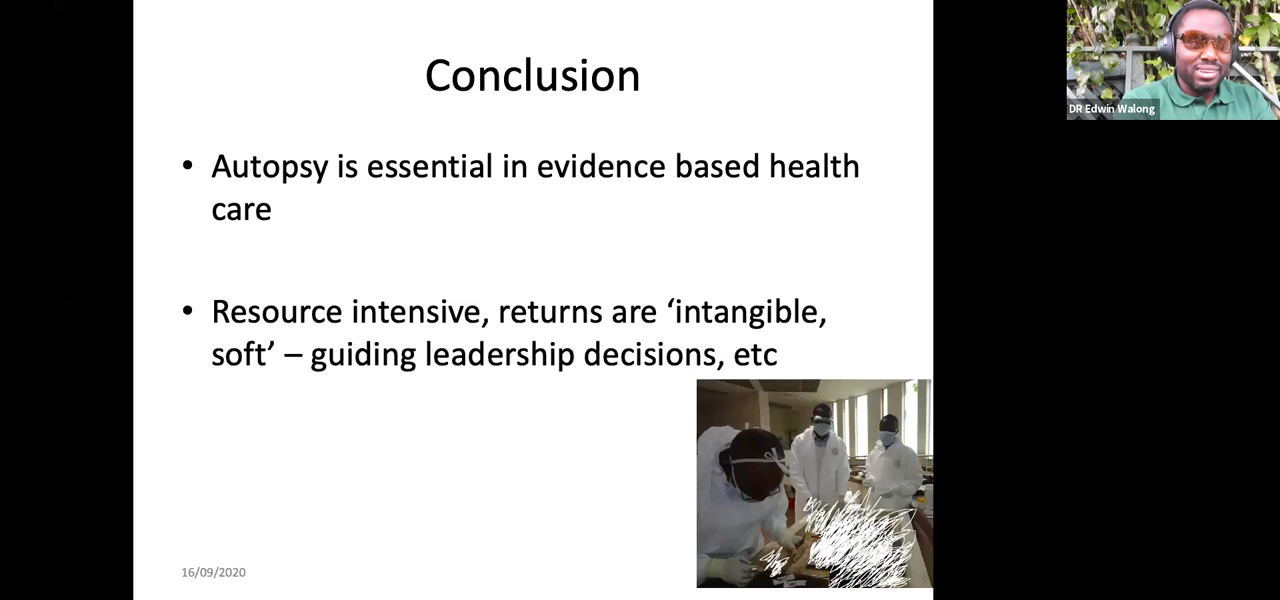 Conclusion
• Autopsy is essential in evidence based health
care
• Resource intensive, returns are ‘intangible,
soft’ – guiding leadership decisions, etc
16/09/2020
DR Edwin Walong